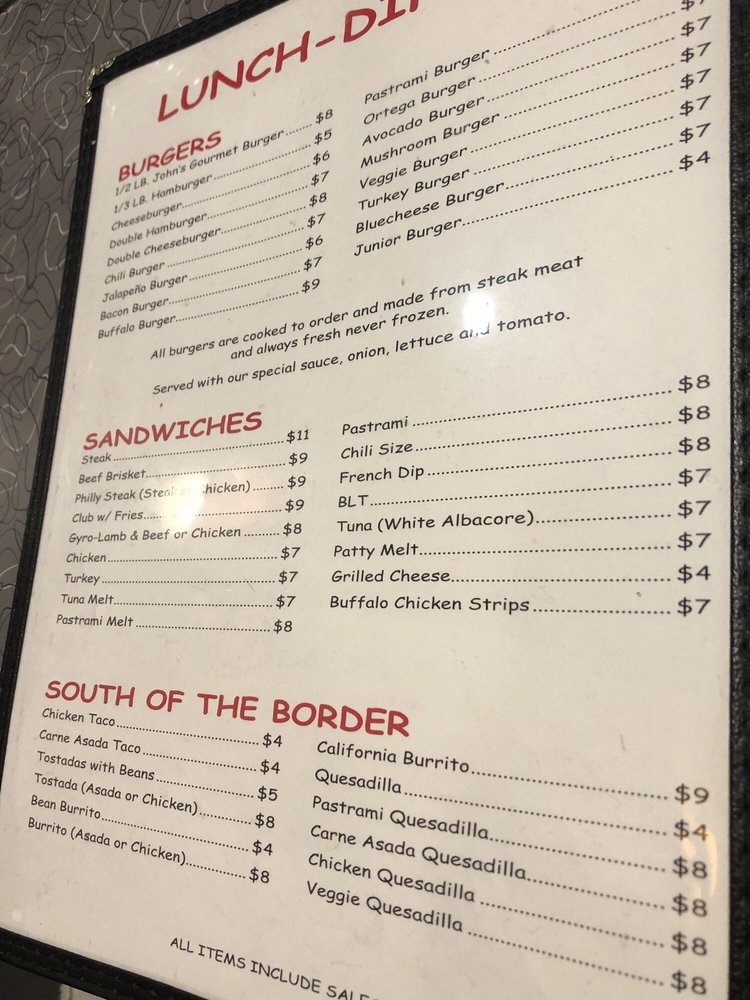 LUNCH-DI
BURGERS
1/2 LB. John's Gourmet Burger........$8
1/3 LB. Hamburger........$5
Cheeseburger........$6
Double Hamburger........$7
Double Cheeseburger........$8
Chili Burger........$7
Jalapeño Burger........$6
Bacon Burger........$7
Buffalo Burger........$9
Pastrami Burger........
Ortega Burger........
Avocado Burger........$7
Mushroom Burger........$7
Veggie Burger........$7
Turkey Burger........$7
Bluecheese Burger........$7
Junior Burger........$4
All burgers are cooked to order and made from steak meat
and always fresh never frozen.
Served with our special sauce, onion, lettuce and tomato.
SANDWICHES
Steak........$11
Beef Brisket........$9
Philly Steak (Steak or Chicken)........$9
Club w/ Fries........$9
Gyro-Lamb & Beef or Chicken........$8
Chicken........$7
Turkey........$7
Tuna Melt........$7
Pastrami Melt........$8
Pastrami........$8
Chili Size........$8
French Dip........$8
BLT........$7
Tuna (White Albacore)........$7
Patty Melt........$7
Grilled Cheese........$4
Buffalo Chicken Strips........$7
SOUTH OF THE BORDER
Chicken Taco........$4
Carne Asada Taco........$4
Tostadas with Beans........$5
Tostada (Asada or Chicken)........$8
Bean Burrito........$4
Burrito (Asada or Chicken)........$8
California Burrito........$9
Quesadilla........$4
Pastrami Quesadilla........$8
Carne Asada Quesadilla........$8
Chicken Quesadilla........$8
Veggie Quesadilla........$8
ALL ITEMS INCLUDE SALE